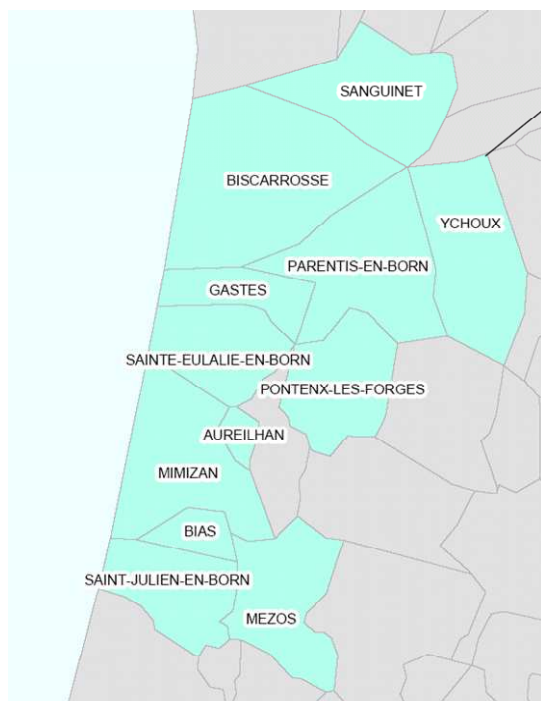 SANGUINET
BISCARROSSE
YCHOUX
PARENTIS-EN-BORN
GASTES
SAINTE-EULALIE-EN-BORN
PONTENX-LES-FORGES
AUREILHAN
MIMIZAN
BIAS
SAINT-JULIEN-EN-BORN
MEZOS